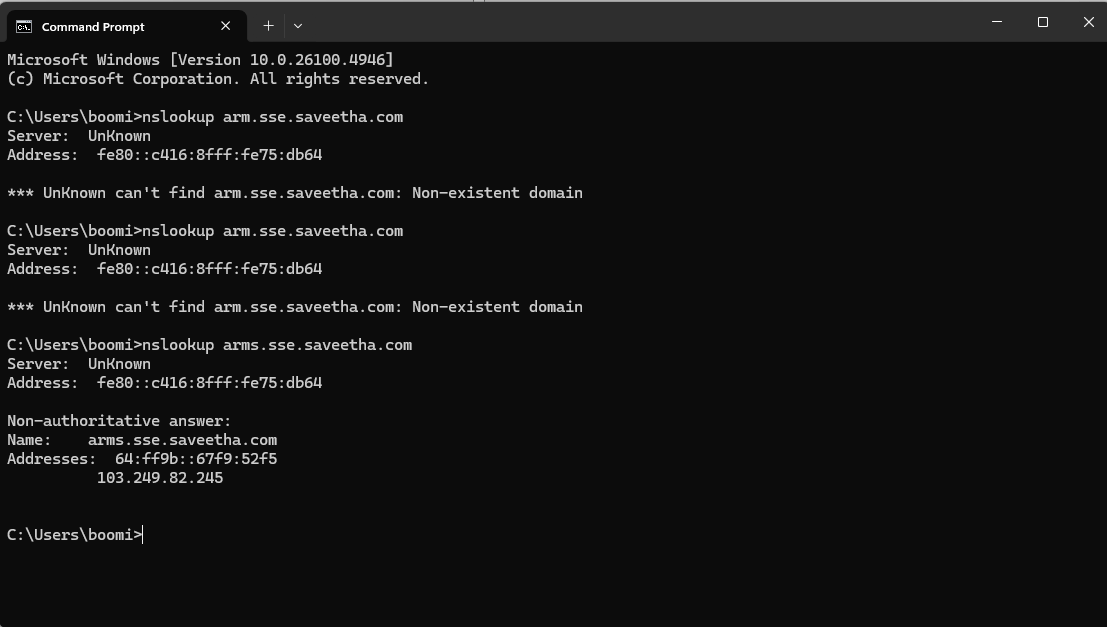 Command Prompt
Microsoft Windows [Version 10.0.26100.4946]
(c) Microsoft Corporation. All rights reserved.
C:\Users\boomi>nslookup arm.sse.saveetha.com
Server:  UnKnown
Address:  fe80::c416:8fff:fe75:db64
*** UnKnown can't find arm.sse.saveetha.com: Non-existent domain
C:\Users\boomi>nslookup arm.sse.saveetha.com
Server:  UnKnown
Address:  fe80::c416:8fff:fe75:db64
*** UnKnown can't find arm.sse.saveetha.com: Non-existent domain
C:\Users\boomi>nslookup arms.sse.saveetha.com
Server:  UnKnown
Address:  fe80::c416:8fff:fe75:db64
Non-authoritative answer:
Name:    arms.sse.saveetha.com
Addresses:  64:ff9b::67f9:52f5
          103.249.82.245
C:\Users\boomi>